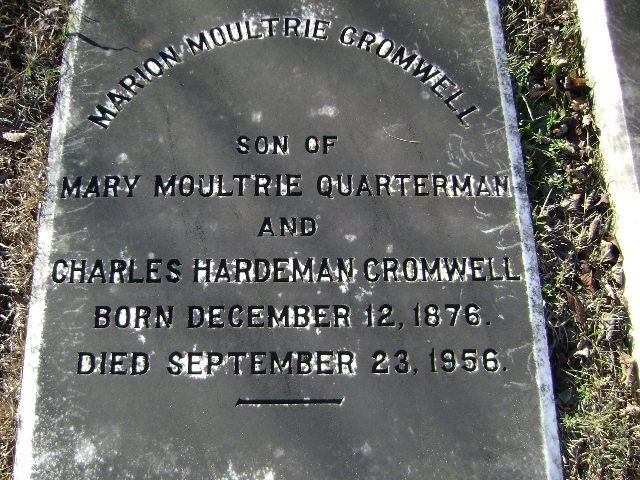 MARION MOULTRIE CROMWELL
SON OF
MARY MOULTRIE QUARTERMAN
AND
CHARLES HARDEMAN CROMWELL
BORN DECEMBER 12, 1876.
DIED SEPTEMBER 23, 1956.